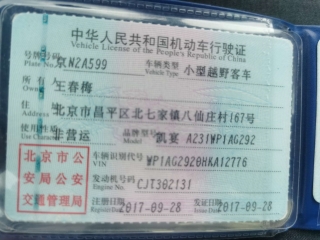 中华人民共和国机动车行驶证
Vehicle License of the People's Republic of China
号牌号码 京N2A599 车辆类型 小型越野客车
Plate No. Vehicle Type
所有人 王春梅
Owner
住址 北京市昌平区北七家镇八仙庄村167号
Address
使用性质 非营运 品牌型号 凯宴 A231WP1AG292
Use Character Model
北京市公 车辆识别代号 WP1AG2920HKA12776
VIN
安局公安 发动机号码 CJT302131
Engine No.
交通管理局 注册日期 2017-09-28 发证日期 2017-09-28
Register Date Issue Date